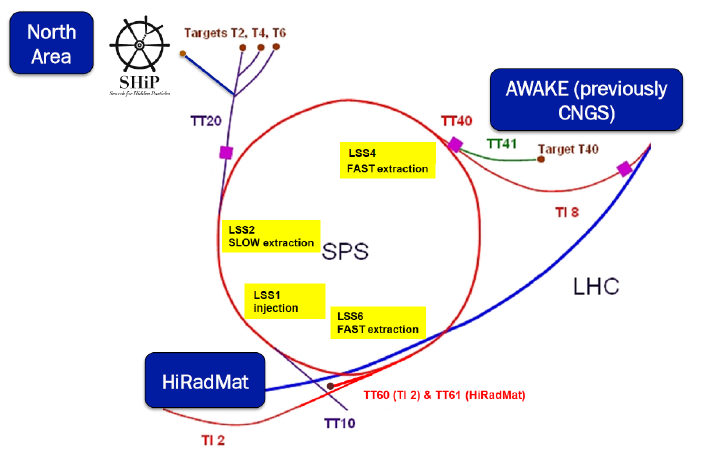 North
Area
SHiP
Search for Hidden Particles
Targets T2, T4, T6
AWAKE (previously
CNGS)
TT20
TT40
TT41
Target T40
LSS4
FAST extraction
TI 8
LSS2
SLOW extraction
SPS
LHC
LSS1
injection
LSS6
FAST extraction
HiRadMat
TT60 (TI 2) & TT61 (HiRadMat)
TT10
TI 2